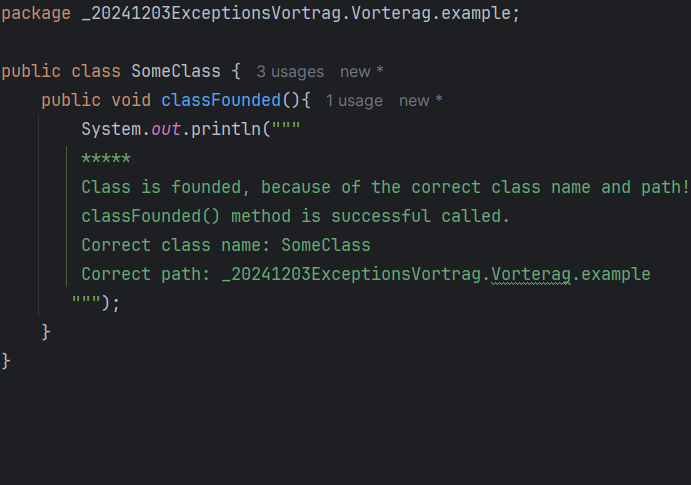 package _20241203ExceptionsVortrag.Vorterag.example;
public class SomeClass { 3 usages new *
public void classFounded(){ 1 usage new *
System.out.println("""
*****
Class is founded, because of the correct class name and path!
classFounded() method is successful called.
Correct class name: SomeClass
Correct path: _20241203ExceptionsVortrag.Vorterag.example
""");
}
}